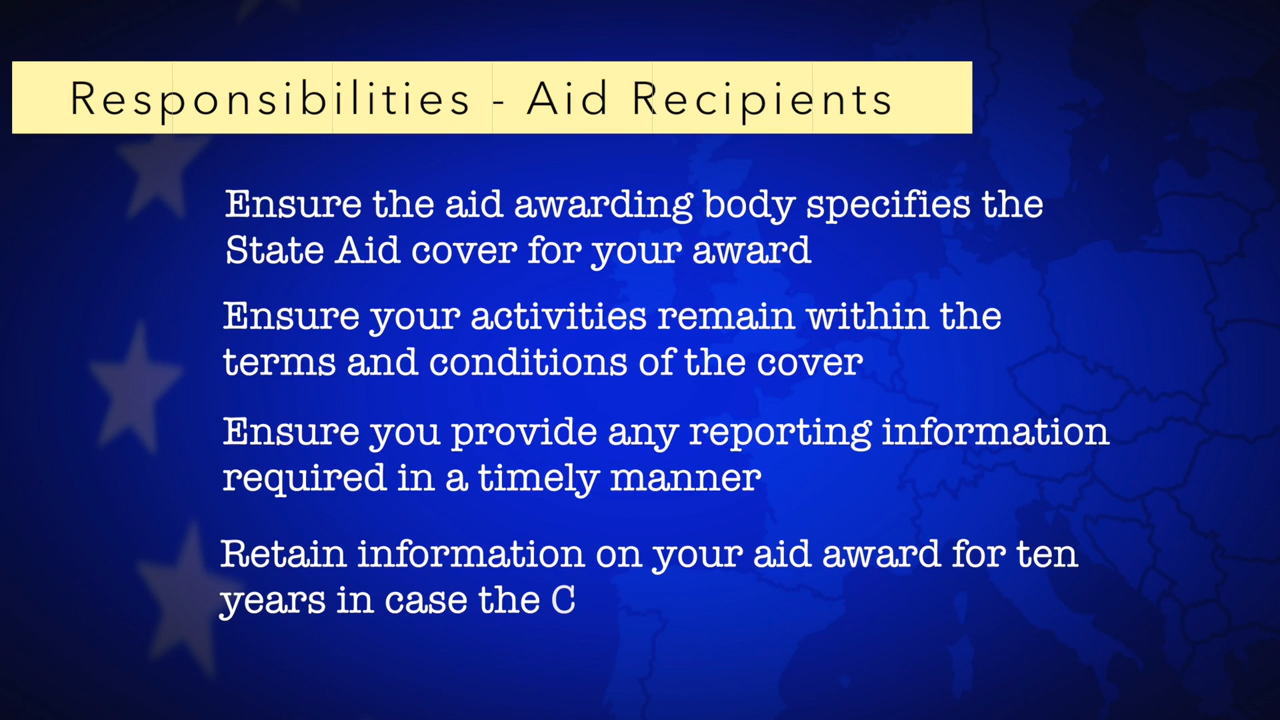 Responsibilities - Aid Recipients
Ensure the aid awarding body specifies the
State Aid cover for your award
Ensure your activities remain within the
terms and conditions of the cover
Ensure you provide any reporting information
required in a timely manner
Retain information on your aid award for ten
years in case the C